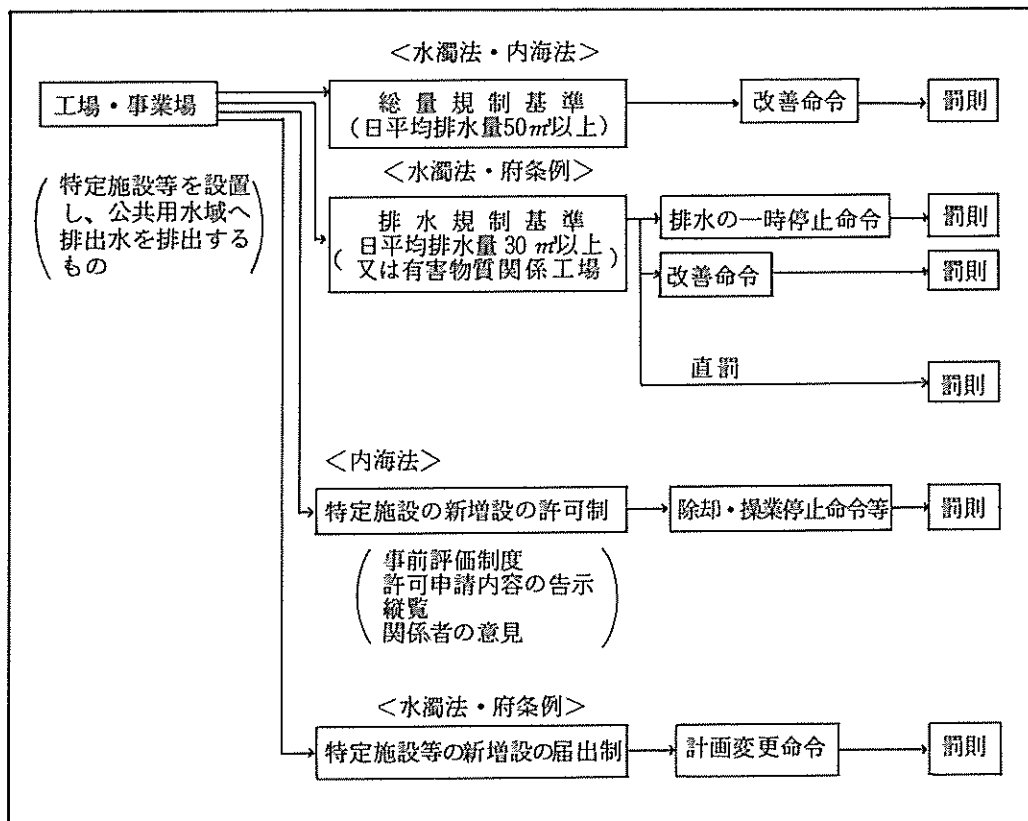 ＜水濁法・内海法＞
工場・事業場
総量規制基準
（日平均排水量50㎥以上）
改善命令
罰則
特定施設等を設置
し、公共用水域へ
排出水を排出する
もの
＜水濁法・府条例＞
排水規制基準
日平均排水量30㎥以上
又は有害物質関係工場
排水の一時停止命令
罰則
改善命令
罰則
直罰
罰則
＜内海法＞
特定施設の新増設の許可制
除却・操業停止命令等
罰則
事前評価制度
許可申請内容の告示
縦覧
関係者の意見
＜水濁法・府条例＞
特定施設等の新増設の届出制
計画変更命令
罰則